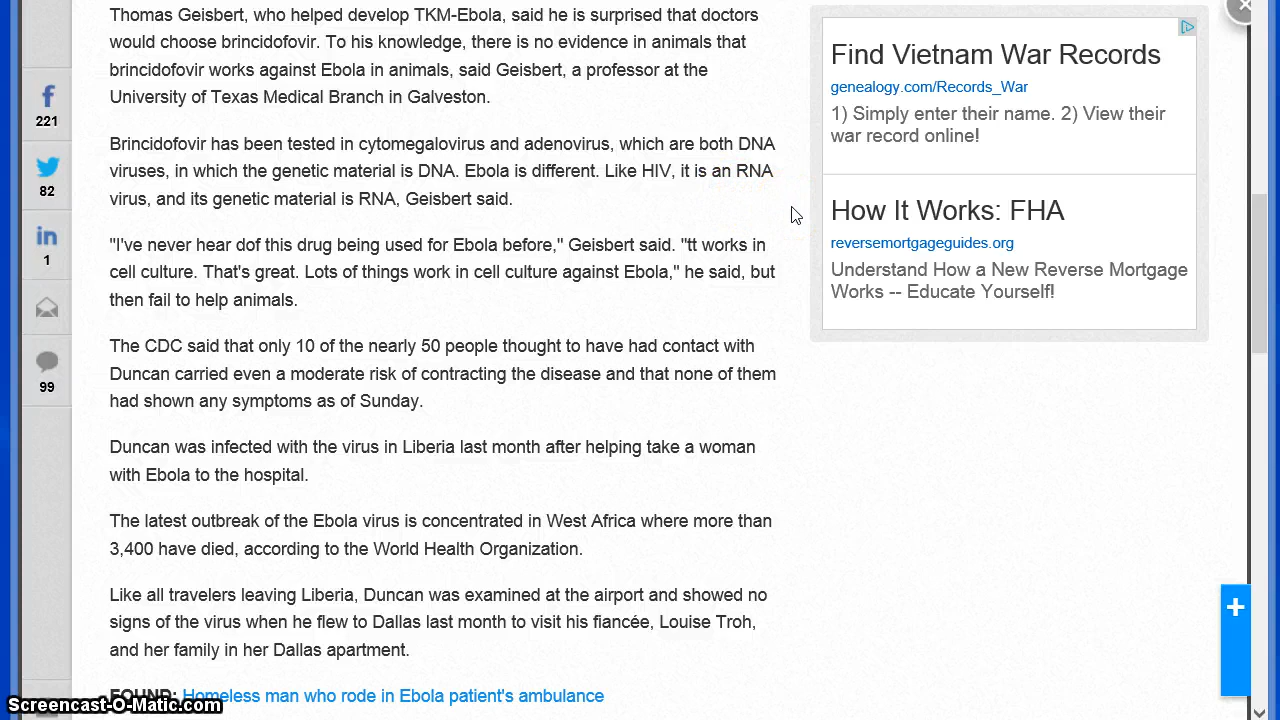 Thomas Geisbert, who helped develop TKM-Ebola, said he is surprised that doctors
would choose brincidofovir. To his knowledge, there is no evidence in animals that
brincidofovir works against Ebola in animals, said Geisbert, a professor at the
University of Texas Medical Branch in Galveston.
Brincidofovir has been tested in cytomegalovirus and adenovirus, which are both DNA
viruses, in which the genetic material is DNA. Ebola is different. Like HIV, it is an RNA
virus, and its genetic material is RNA, Geisbert said.
"I've never hear dof this drug being used for Ebola before," Geisbert said. "tt works in
cell culture. That's great. Lots of things work in cell culture against Ebola," he said, but
then fail to help animals.
The CDC said that only 10 of the nearly 50 people thought to have had contact with
Duncan carried even a moderate risk of contracting the disease and that none of them
had shown any symptoms as of Sunday.
Duncan was infected with the virus in Liberia last month after helping take a woman
with Ebola to the hospital.
The latest outbreak of the Ebola virus is concentrated in West Africa where more than
3,400 have died, according to the World Health Organization.
Like all travelers leaving Liberia, Duncan was examined at the airport and showed no
signs of the virus when he flew to Dallas last month to visit his fiancée, Louise Troh,
and her family in her Dallas apartment.
FOUND: Homeless man who rode in Ebola patient's ambulance
f
221
82
in
1
99
Find Vietnam War Records
genealogy.com/Records_War
1) Simply enter their name. 2) View their
war record online!
How It Works: FHA
reversemortgageguides.org
Understand How a New Reverse Mortgage
Works -- Educate Yourself!
+
Screencast-O-Matic.com